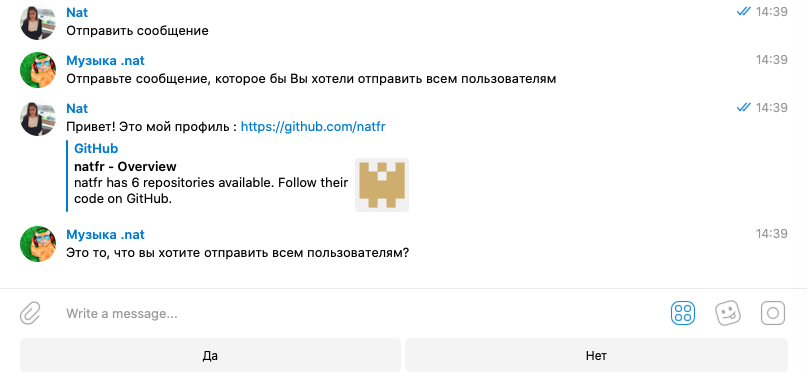 Nat 14:39
Отправить сообщение
Музыка .nat 14:39
Отправьте сообщение, которое бы Вы хотели отправить всем пользователям
Nat 14:39
Привет! Это мой профиль : https://github.com/natfr
GitHub
natfr - Overview
natfr has 6 repositories available. Follow their
code on GitHub.
Музыка .nat 14:39
Это то, что вы хотите отправить всем пользователям?
Write a message...
Да Нет